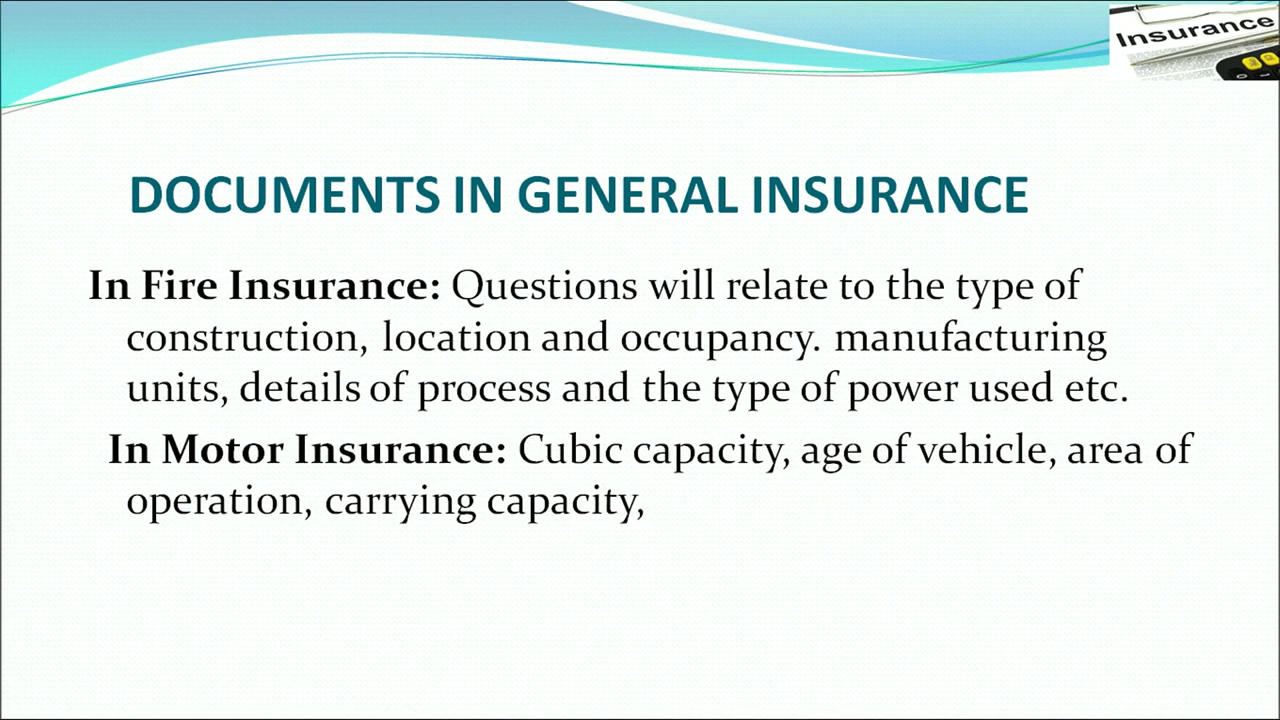 Insurance
DOCUMENTS IN GENERAL INSURANCE
In Fire Insurance: Questions will relate to the type of
construction, location and occupancy. manufacturing
units, details of process and the type of power used etc.
In Motor Insurance: Cubic capacity, age of vehicle, area of
operation, carrying capacity,